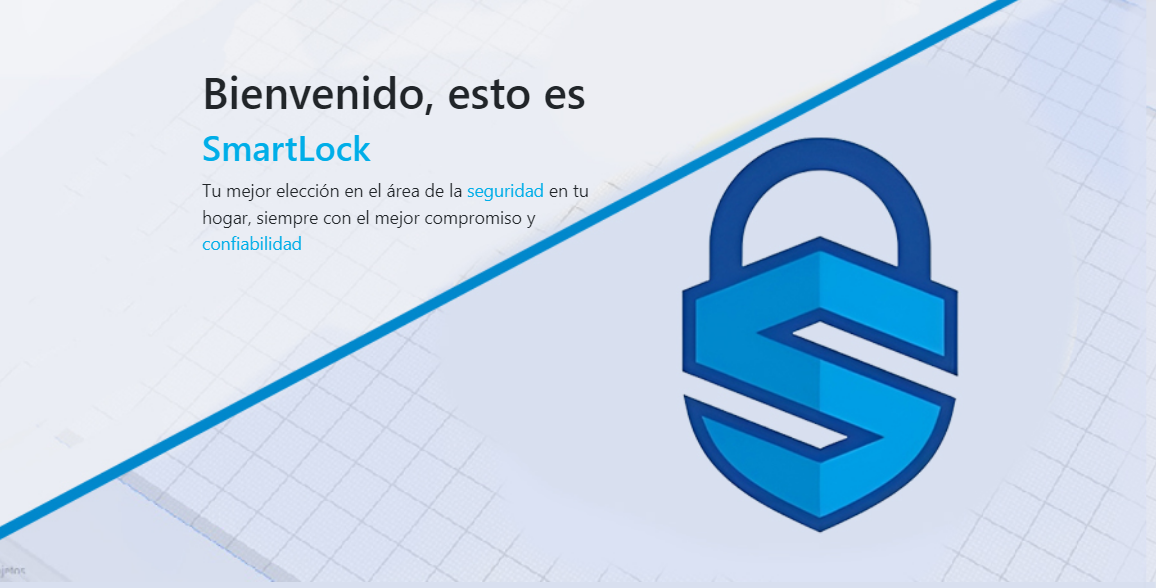 Bienvenido, esto es
SmartLock
Tu mejor elección en el área de la seguridad en tu
hogar, siempre con el mejor compromiso y
confiabilidad